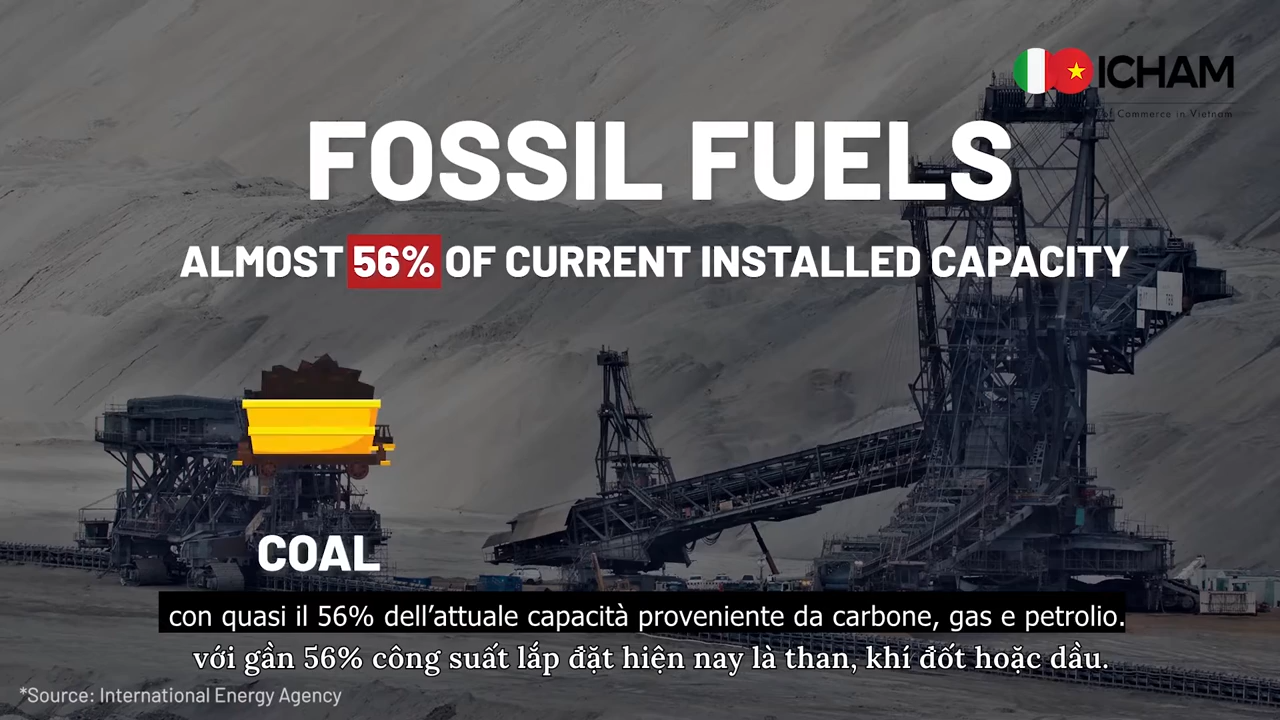 ICHAM
of Commerce in Vietnam
FOSSIL FUELS
ALMOST 56% OF CURRENT INSTALLED CAPACITY
COAL
con quasi il 56% dell’attuale capacità proveniente da carbone, gas e petrolio.
với gần 56% công suất lắp đặt hiện nay là than, khí đốt hoặc dầu.
*Source: International Energy Agency